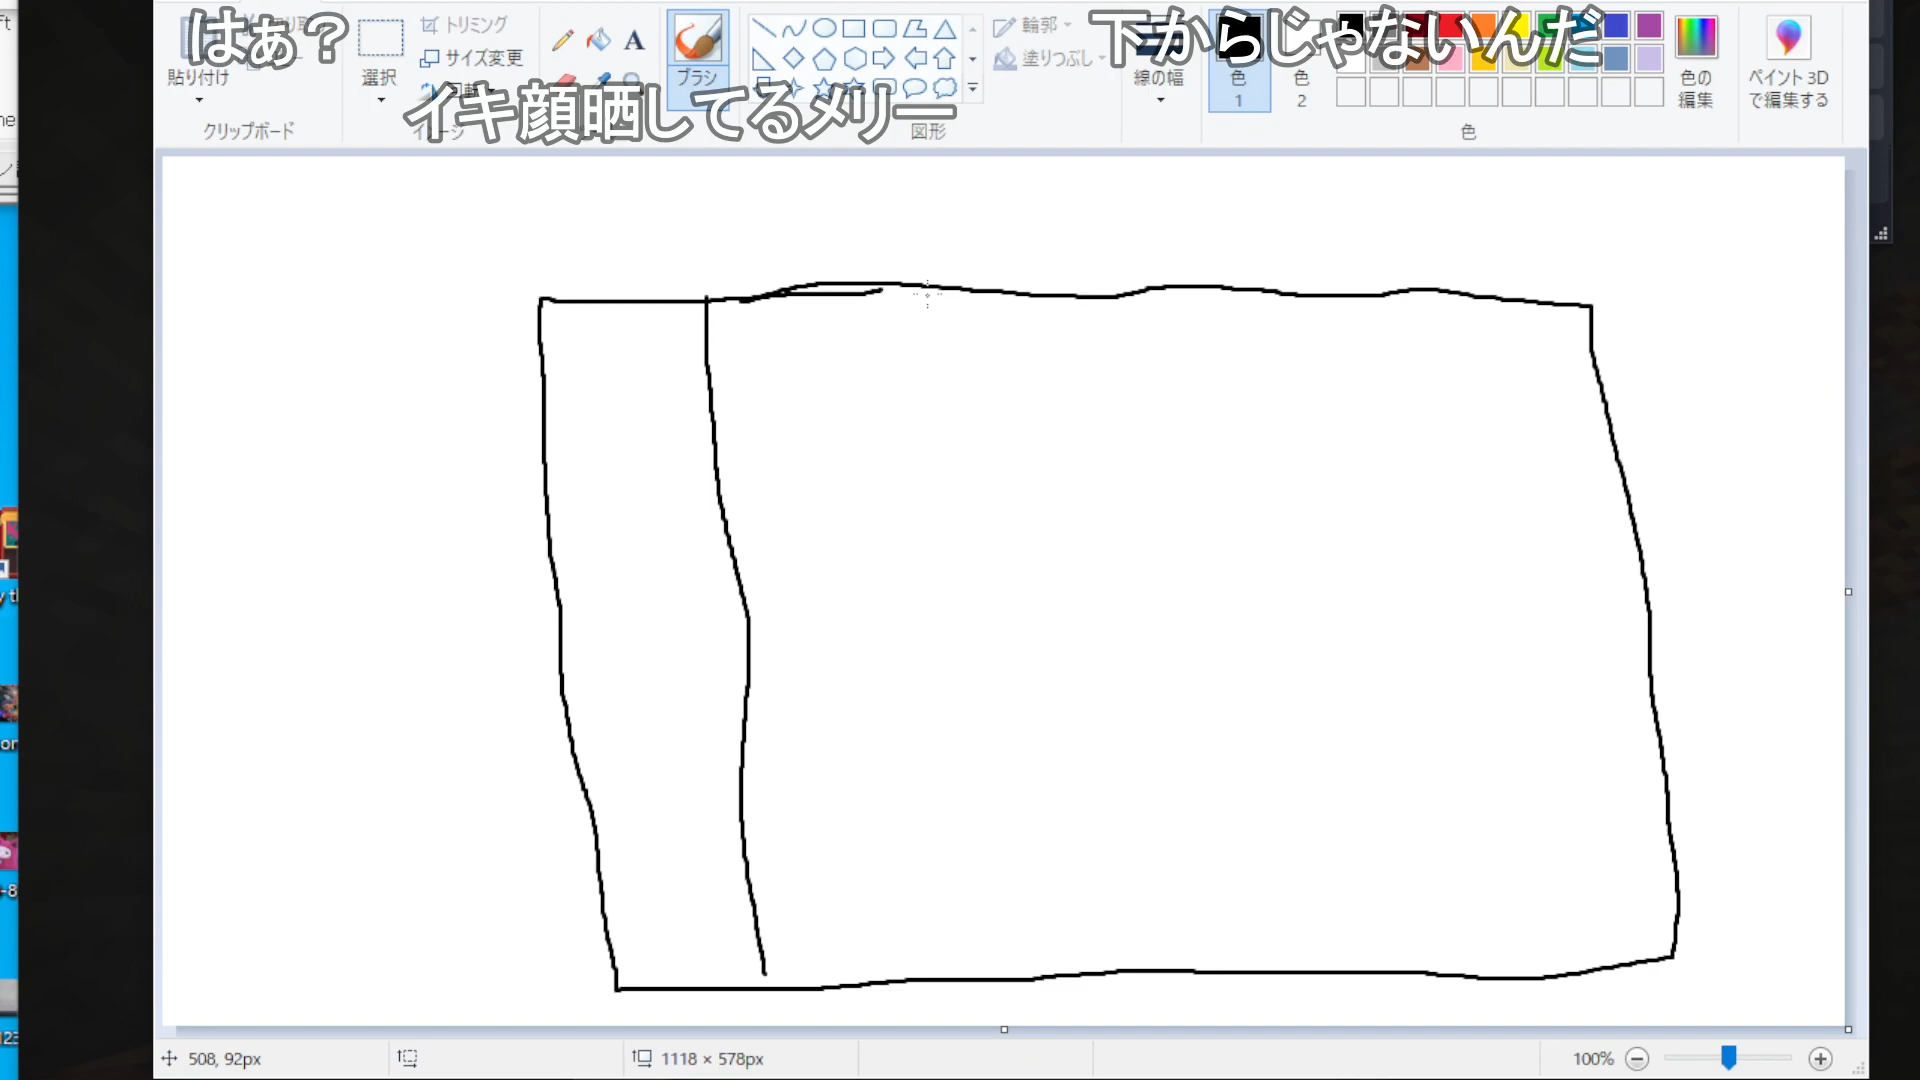 はぁ？
下からじゃないんだ
イキ顔晒してるメリー
貼り付け
クリップボード
選択
トリミング
サイズ変更
A
ブラシ
図形
輪郭
塗りつぶし
線の幅
色
1
色
2
色
色の
編集
ペイント 3D
で編集する
508, 92px
1118 × 578px
100%